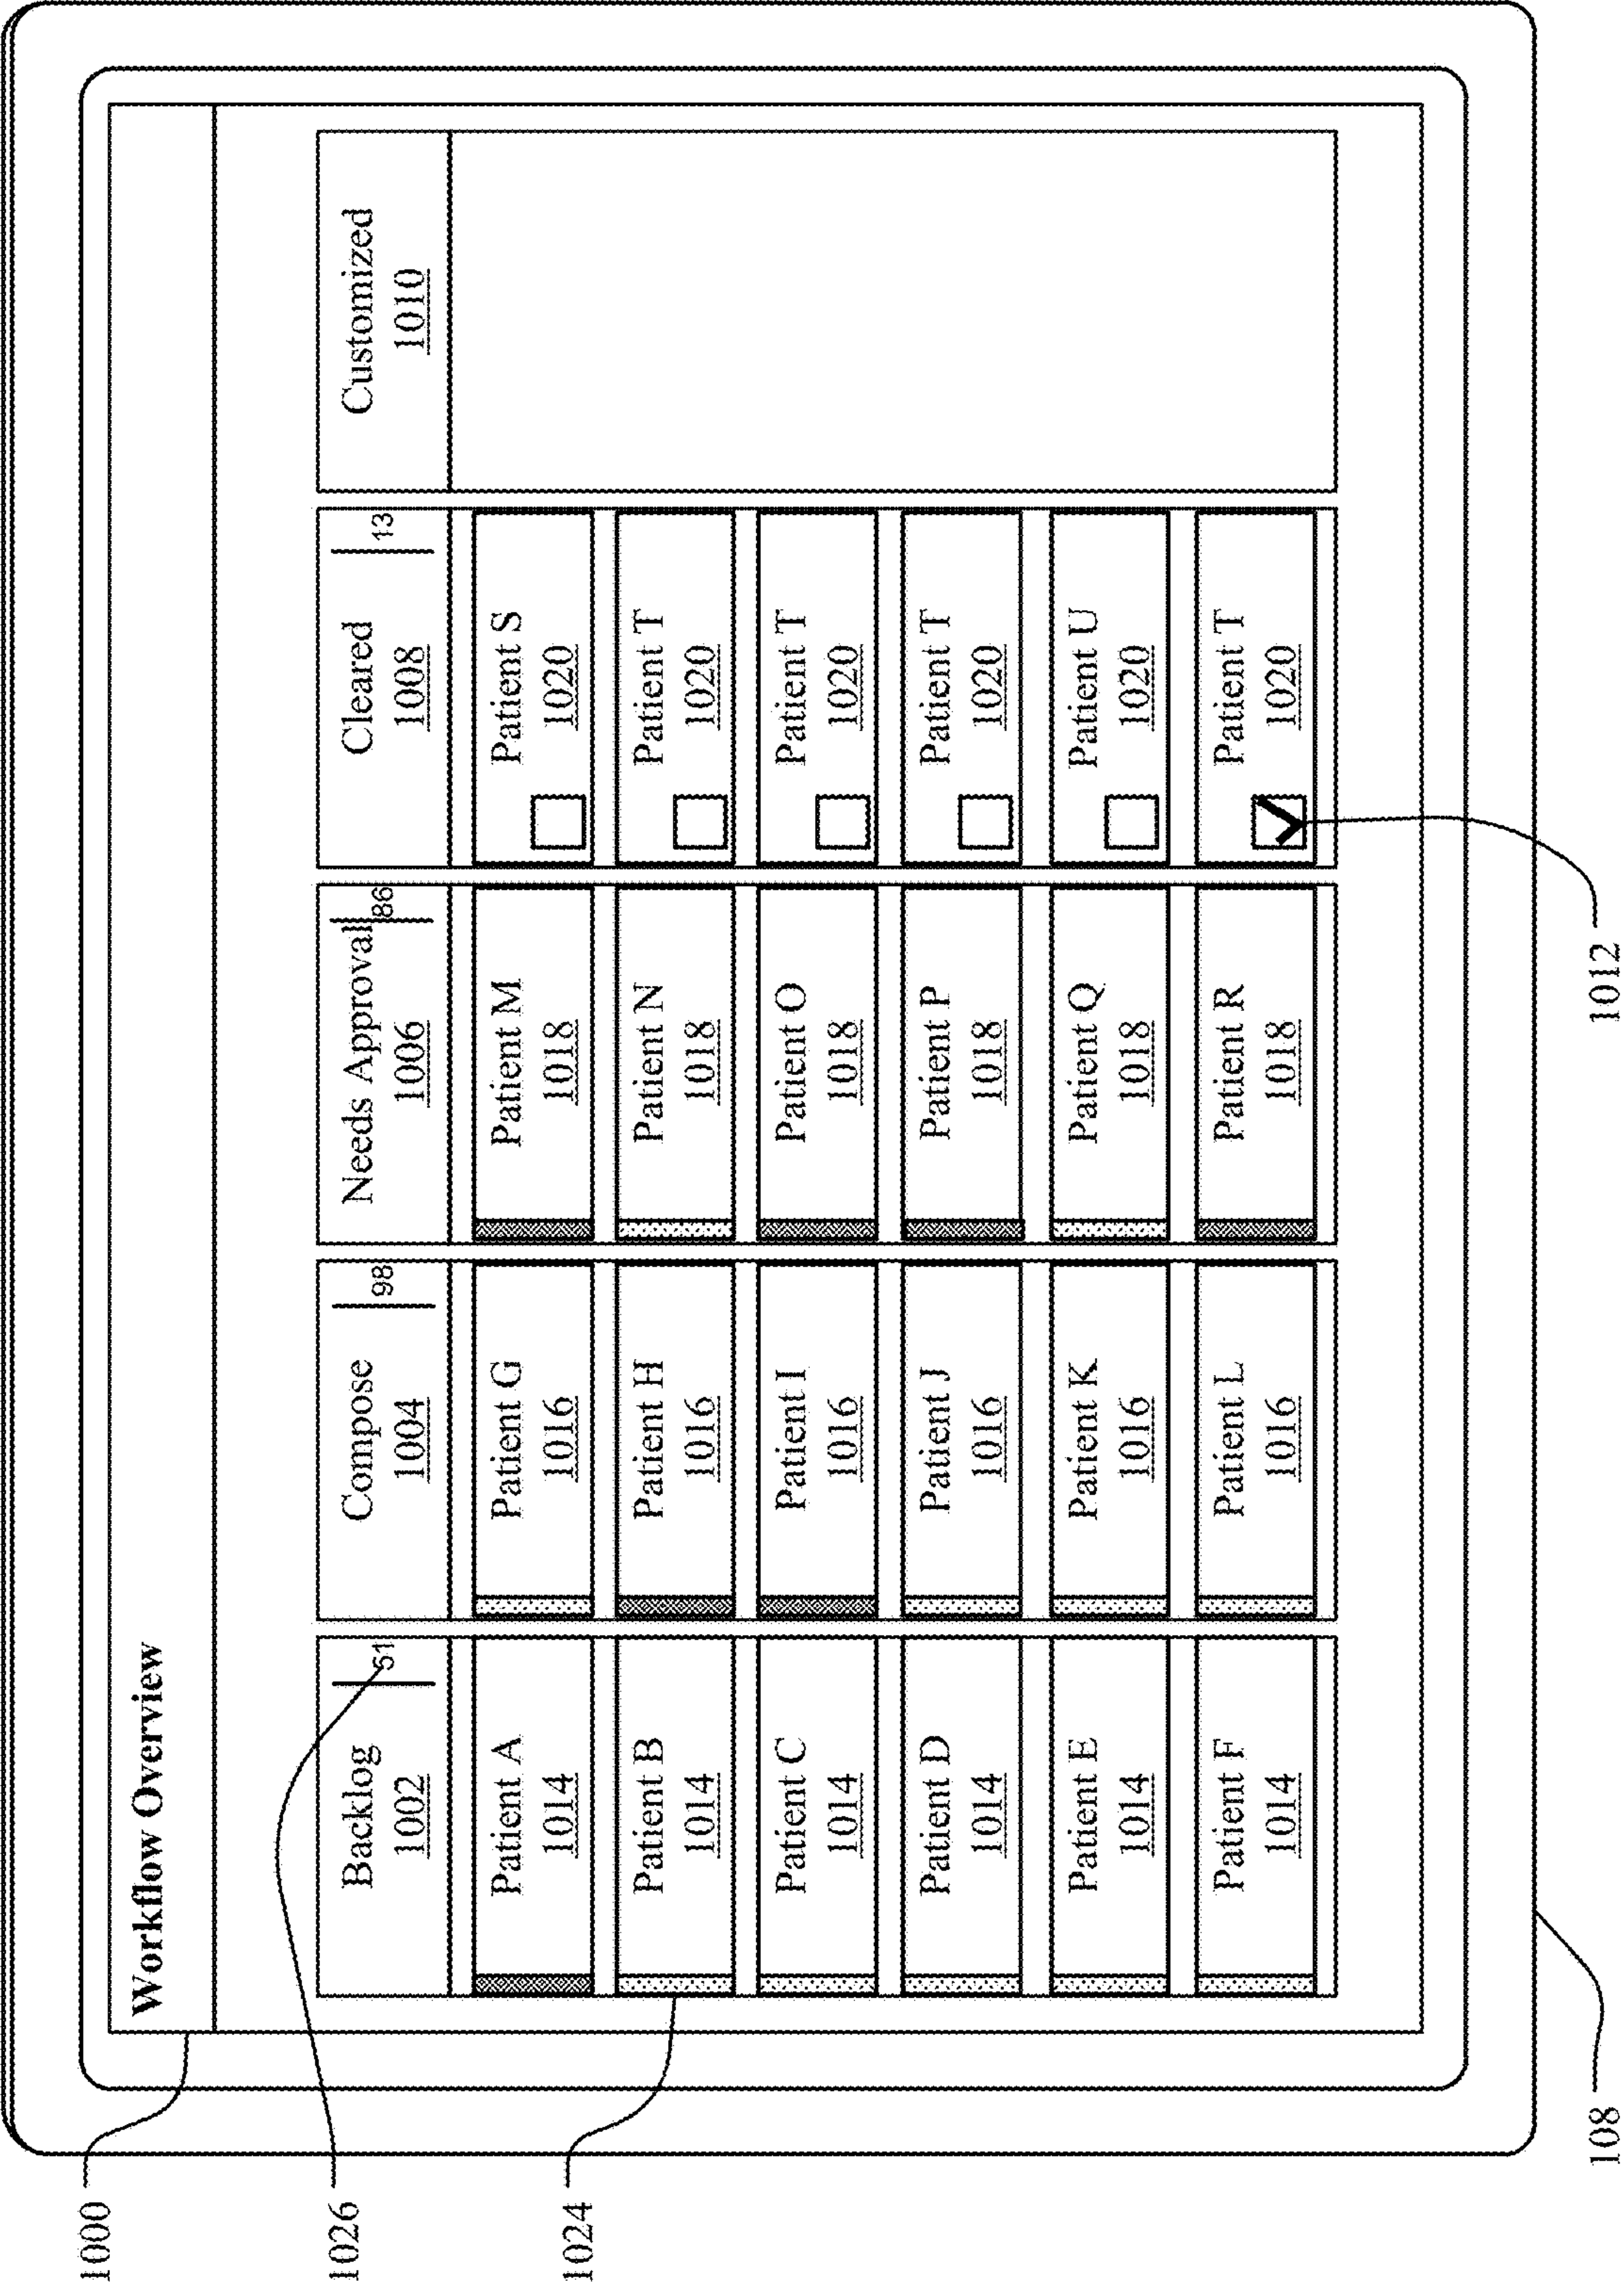 Workflow Overview
Backlog
1002
51
Patient A
1014
Patient B
1014
Patient C
1014
Patient D
1014
Patient E
1014
Patient F
1014
Compose
1004
98
Patient G
1016
Patient H
1016
Patient I
1016
Patient J
1016
Patient K
1016
Patient L
1016
Needs Approval
1006
86
Patient M
1018
Patient N
1018
Patient O
1018
Patient P
1018
Patient Q
1018
Patient R
1018
Cleared
1008
13
Patient S
1020
Patient T
1020
Patient T
1020
Patient T
1020
Patient U
1020
Patient T
1020
Customized
1010
1000
1026
1024
108
1012